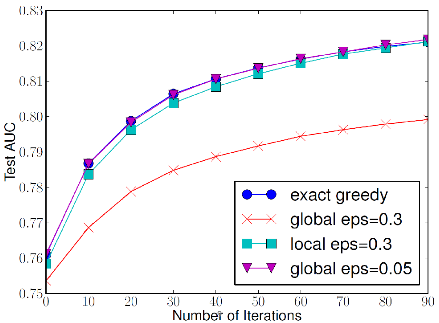 0.83
0.82
0.81
0.80
0.79
0.78
0.77
0.76
0.75
Test AUC
0 10 20 30 40 50 60 70 80 90
Number of Iterations
exact greedy
global eps=0.3
local eps=0.3
global eps=0.05